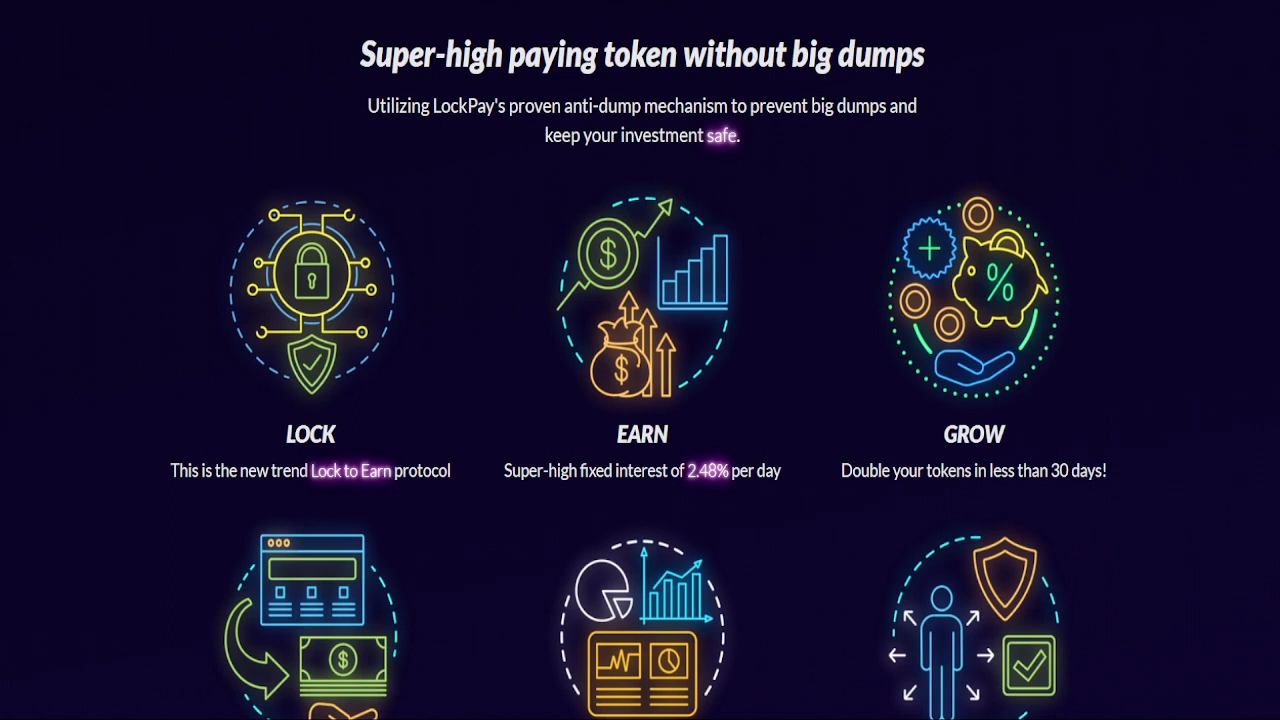 Super-high paying token without big dumps
Utilizing LockPay's proven anti-dump mechanism to prevent big dumps and
keep your investment safe.
LOCK
This is the new trend Lock to Earn protocol
EARN
Super-high fixed interest of 2.48% per day
GROW
Double your tokens in less than 30 days!